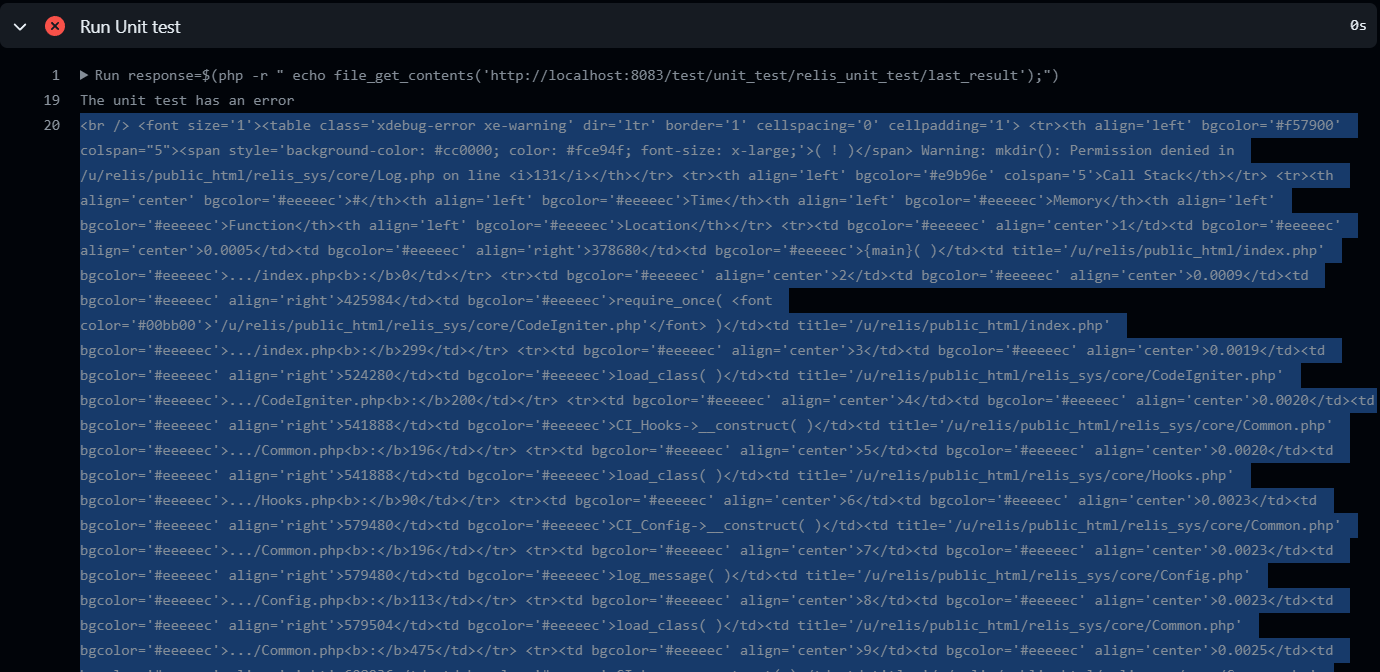 Run Unit test
0s
1 Run response=$(php -r " echo file_get_contents('http://localhost:8083/test/unit_test/relis_unit_test/last_result');")
19 The unit test has an error
20 <br /> <font size='1'><table class='xdebug-error xe-warning' dir='ltr' border='1' cellspacing='0' cellpadding='1'> <tr><th align='left' bgcolor='#f57900'
colspan="5"><span style='background-color: #cc0000; color: #fce94f; font-size: x-large;'>( ! )</span> Warning: mkdir(): Permission denied in
/u/relis/public_html/relis_sys/core/Log.php on line <i>131</i></th></tr> <tr><th align='left' bgcolor='#e9b96e' colspan='5'>Call Stack</th></tr> <tr><th
align='center' bgcolor='#eeeeec'>#</th><th align='left' bgcolor='#eeeeec'>Time</th><th align='left' bgcolor='#eeeeec'>Memory</th><th align='left'
bgcolor='#eeeeec'>Function</th><th align='left' bgcolor='#eeeeec'>Location</th></tr> <tr><td bgcolor='#eeeeec' align='center'>1</td><td bgcolor='#eeeeec'
align='center'>0.0005</td><td bgcolor='#eeeeec' align='right'>378680</td><td bgcolor='#eeeeec'>{main}( )</td><td title='/u/relis/public_html/index.php'
bgcolor='#eeeeec'>.../index.php<b>:</b>0</td></tr> <tr><td bgcolor='#eeeeec' align='center'>2</td><td bgcolor='#eeeeec' align='center'>0.0009</td><td
bgcolor='#eeeeec' align='right'>425984</td><td bgcolor='#eeeeec'>require_once( <font
color='#00bb00'>'/u/relis/public_html/relis_sys/core/CodeIgniter.php'</font> )</td><td title='/u/relis/public_html/index.php'
bgcolor='#eeeeec'>.../index.php<b>:</b>299</td></tr> <tr><td bgcolor='#eeeeec' align='center'>3</td><td bgcolor='#eeeeec' align='center'>0.0019</td><td
bgcolor='#eeeeec' align='right'>524280</td><td bgcolor='#eeeeec'>load_class( )</td><td title='/u/relis/public_html/relis_sys/core/CodeIgniter.php'
bgcolor='#eeeeec'>.../CodeIgniter.php<b>:</b>200</td></tr> <tr><td bgcolor='#eeeeec' align='center'>4</td><td bgcolor='#eeeeec' align='center'>0.0020</td><td
bgcolor='#eeeeec' align='right'>541888</td><td bgcolor='#eeeeec'>CI_Hooks->__construct( )</td><td title='/u/relis/public_html/relis_sys/core/Common.php'
bgcolor='#eeeeec'>.../Common.php<b>:</b>196</td></tr> <tr><td bgcolor='#eeeeec' align='center'>5</td><td bgcolor='#eeeeec' align='center'>0.0020</td><td
bgcolor='#eeeeec' align='right'>541888</td><td bgcolor='#eeeeec'>load_class( )</td><td title='/u/relis/public_html/relis_sys/core/Hooks.php'
bgcolor='#eeeeec'>.../Hooks.php<b>:</b>90</td></tr> <tr><td bgcolor='#eeeeec' align='center'>6</td><td bgcolor='#eeeeec' align='center'>0.0023</td><td
bgcolor='#eeeeec' align='right'>579480</td><td bgcolor='#eeeeec'>CI_Config->__construct( )</td><td title='/u/relis/public_html/relis_sys/core/Common.php'
bgcolor='#eeeeec'>.../Common.php<b>:</b>196</td></tr> <tr><td bgcolor='#eeeeec' align='center'>7</td><td bgcolor='#eeeeec' align='center'>0.0023</td><td
bgcolor='#eeeeec' align='right'>579480</td><td bgcolor='#eeeeec'>log_message( )</td><td title='/u/relis/public_html/relis_sys/core/Config.php'
bgcolor='#eeeeec'>.../Config.php<b>:</b>113</td></tr> <tr><td bgcolor='#eeeeec' align='center'>8</td><td bgcolor='#eeeeec' align='center'>0.0023</td><td
bgcolor='#eeeeec' align='right'>579504</td><td bgcolor='#eeeeec'>load_class( )</td><td title='/u/relis/public_html/relis_sys/core/Common.php'
bgcolor='#eeeeec'>.../Common.php<b>:</b>475</td></tr> <tr><td bgcolor='#eeeeec' align='center'>9</td><td bgcolor='#eeeeec' align='center'>0.0025</td><td